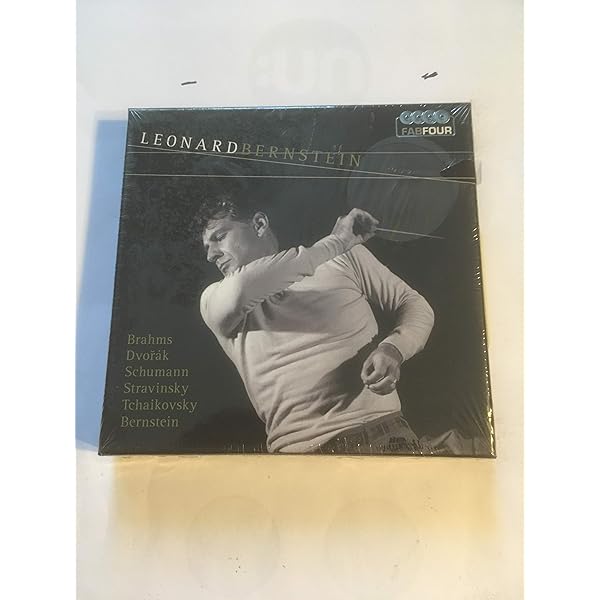 LEONARDBERNSTEIN
FABFOUR
Brahms
Dvořák
Schumann
Stravinsky
Tchaikovsky
Bernstein